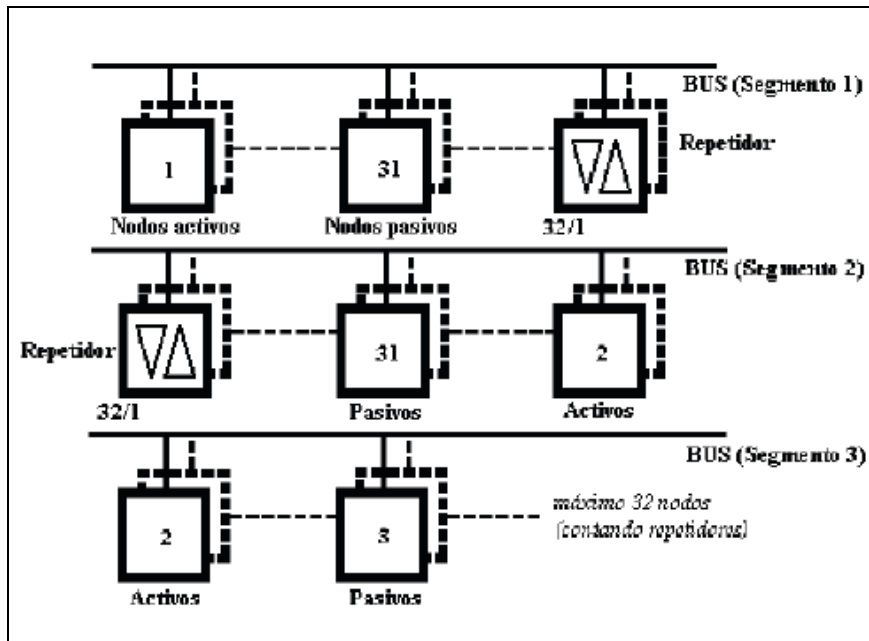 BUS (Segmento 1)
1
31
Repetidor
Nodos activos
Nodos pasivos
32/1
BUS (Segmento 2)
Repetidor
31
2
32/1
Pasivos
Activos
BUS (Segmento 3)
2
3
máximo 32 nodos
(contando repetidores)
Activos
Pasivos